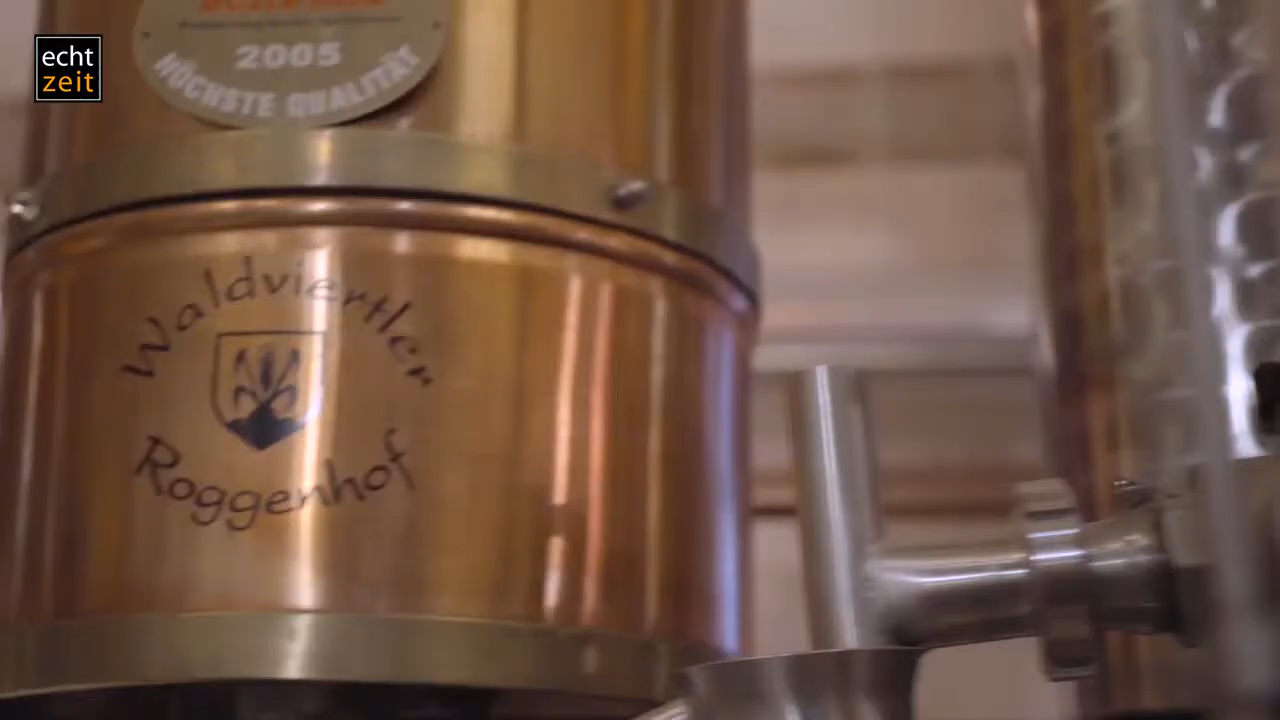 echt
zeit
2005
HÖCHSTE QUALITÄT
Waldviertler
Roggenhof